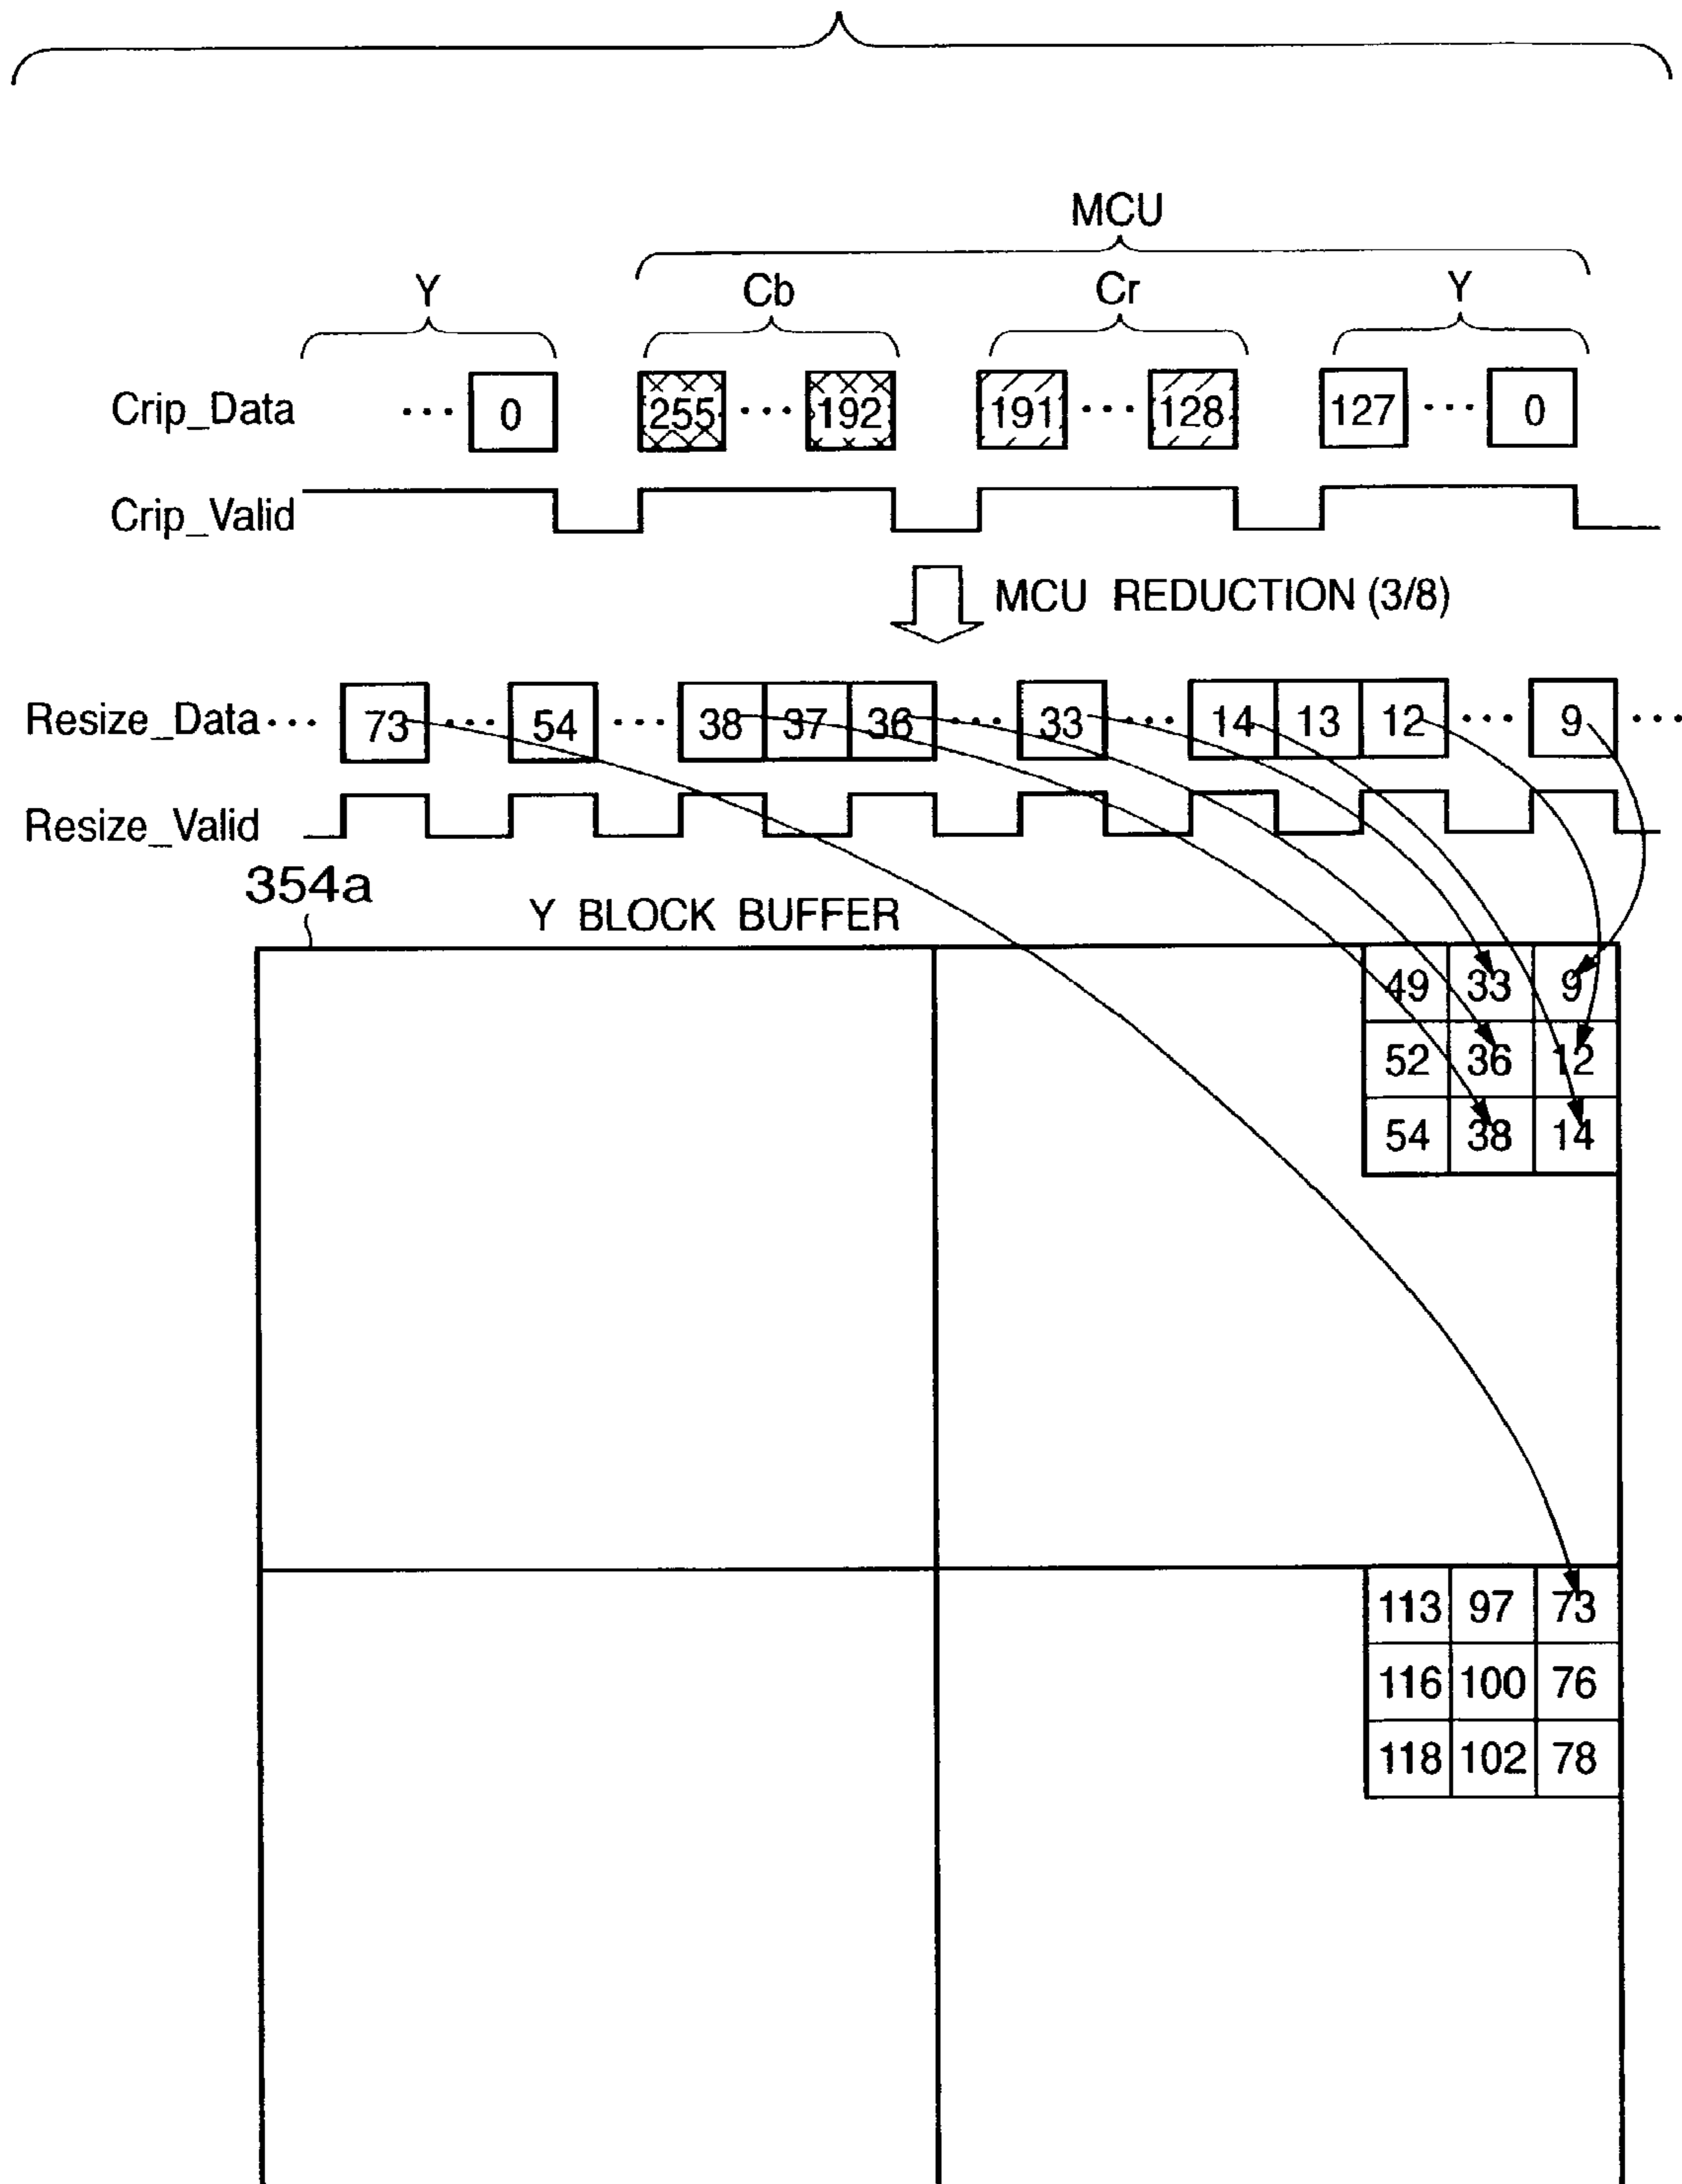 MCU
Y Cb Cr Y
Crip_Data ... 0 255 ... 192 191 ... 128 127 ... 0
Crip_Valid
MCU REDUCTION (3/8)
Resize_Data ... 73 ... 54 ... 38 37 36 ... 33 ... 14 13 12 ... 9 ...
Resize_Valid
354a
Y BLOCK BUFFER
49 33 9
52 36 12
54 38 14
113 97 73
116 100 76
118 102 78